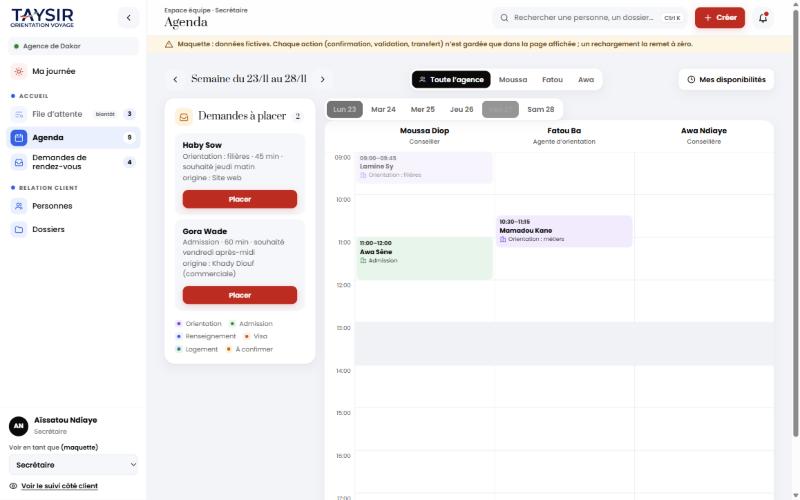 TAYSIR
ORIENTATION VOYAGE
Agence de Dakar
Ma journée
ACCUEIL
File d'attente
bientôt
3
Agenda
5
Demandes de
rendez-vous
4
RELATION CLIENT
Personnes
Dossiers
AN
Aïssatou Ndiaye
Secrétaire
Voir en tant que (maquette)
Secrétaire
Voir le suivi côté client
Espace équipe · Secrétaire
Agenda
Rechercher une personne, un dossier…
Ctrl K
+ Créer
Maquette : données fictives. Chaque action (confirmation, validation, transfert) n'est gardée que dans la page affichée ; un rechargement la remet à zéro.
Semaine du 23/11 au 28/11
Toute l'agence
Moussa
Fatou
Awa
Mes disponibilités
Demandes à placer
2
Haby Sow
Orientation : filières · 45 min ·
souhaité jeudi matin
origine : Site web
Placer
Gora Wade
Admission · 60 min · souhaité
vendredi après-midi
origine : Khady Diouf
(commerciale)
Placer
Orientation
Admission
Renseignement
Visa
Logement
À confirmer
Lun 23
Mar 24
Mer 25
Jeu 26
Sam 28
Moussa Diop
Conseiller
Fatou Ba
Agente d'orientation
Awa Ndiaye
Conseillère
09:00
09:00–09:45
Lamine Sy
Orientation : filières
10:00
10:30–11:15
Mamadou Kane
Orientation : métiers
11:00
11:00–12:00
Awa Sène
Admission
12:00
13:00
14:00
15:00
16:00
17:00